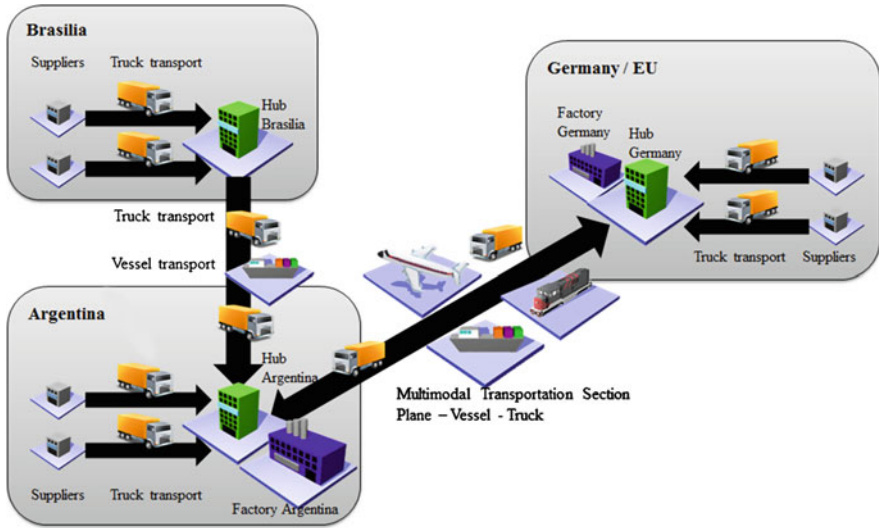 Brasilia
Suppliers
Truck transport
Hub
Brasilia
Truck transport
Vessel transport
Argentina
Hub
Argentina
Suppliers
Truck transport
Factory Argentina
Germany / EU
Factory
Germany
Hub
Germany
Truck transport
Suppliers
Multimodal Transportation Section
Plane – Vessel - Truck